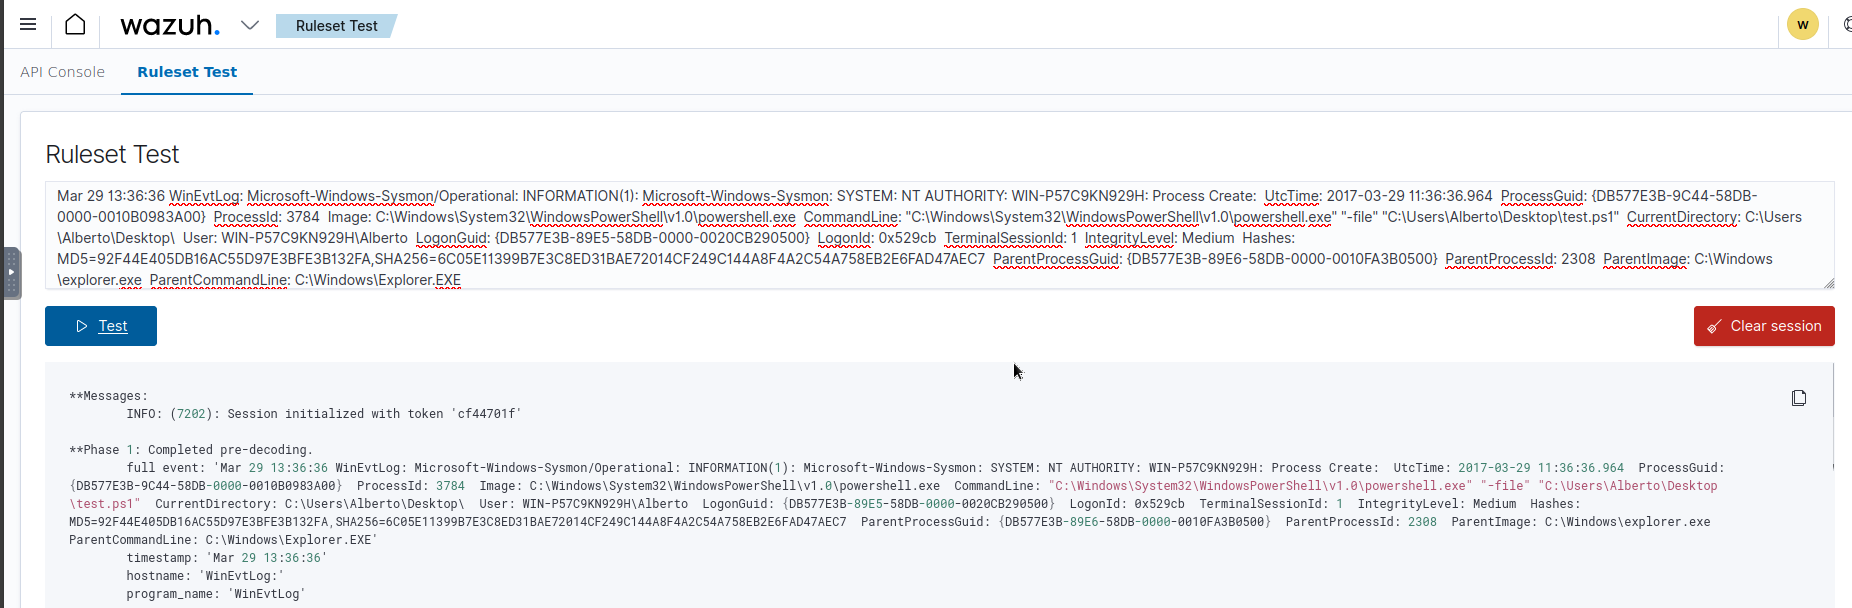 wazuh. Ruleset Test W
API Console Ruleset Test
Ruleset Test
Mar 29 13:36:36 WinEvtLog: Microsoft-Windows-Sysmon/Operational: INFORMATION(1): Microsoft-Windows-Sysmon: SYSTEM: NT AUTHORITY: WIN-P57C9KN929H: Process Create:  UtcTime: 2017-03-29 11:36:36.964  ProcessGuid: {DB577E3B-9C44-58DB-
0000-0010B0983A00}  ProcessId: 3784  Image: C:\Windows\System32\WindowsPowerShell\v1.0\powershell.exe  CommandLine: "C:\Windows\System32\WindowsPowerShell\v1.0\powershell.exe" "-file" "C:\Users\Alberto\Desktop\test.ps1"  CurrentDirectory: C:\Users
\Alberto\Desktop\  User: WIN-P57C9KN929H\Alberto  LogonGuid: {DB577E3B-89E5-58DB-0000-0020CB290500}  LogonId: 0x529cb  TerminalSessionId: 1  IntegrityLevel: Medium  Hashes:
MD5=92F44E405DB16AC55D97E3BFE3B132FA,SHA256=6C05E11399B7E3C8ED31BAE72014CF249C144A8F4A2C54A758EB2E6FAD47AEC7  ParentProcessGuid: {DB577E3B-89E6-58DB-0000-0010FA3B0500}  ParentProcessId: 2308  ParentImage: C:\Windows
\explorer.exe  ParentCommandLine: C:\Windows\Explorer.EXE
Test Clear session
**Messages:
INFO: (7202): Session initialized with token 'cf44701f'
**Phase 1: Completed pre-decoding.
full event: 'Mar 29 13:36:36 WinEvtLog: Microsoft-Windows-Sysmon/Operational: INFORMATION(1): Microsoft-Windows-Sysmon: SYSTEM: NT AUTHORITY: WIN-P57C9KN929H: Process Create:  UtcTime: 2017-03-29 11:36:36.964  ProcessGuid:
{DB577E3B-9C44-58DB-0000-0010B0983A00}  ProcessId: 3784  Image: C:\Windows\System32\WindowsPowerShell\v1.0\powershell.exe  CommandLine: "C:\Windows\System32\WindowsPowerShell\v1.0\powershell.exe" "-file" "C:\Users\Alberto\Desktop
\test.ps1"  CurrentDirectory: C:\Users\Alberto\Desktop\  User: WIN-P57C9KN929H\Alberto  LogonGuid: {DB577E3B-89E5-58DB-0000-0020CB290500}  LogonId: 0x529cb  TerminalSessionId: 1  IntegrityLevel: Medium  Hashes:
MD5=92F44E405DB16AC55D97E3BFE3B132FA,SHA256=6C05E11399B7E3C8ED31BAE72014CF249C144A8F4A2C54A758EB2E6FAD47AEC7  ParentProcessGuid: {DB577E3B-89E6-58DB-0000-0010FA3B0500}  ParentProcessId: 2308  ParentImage: C:\Windows\explorer.exe
ParentCommandLine: C:\Windows\Explorer.EXE'
timestamp: 'Mar 29 13:36:36'
hostname: 'WinEvtLog:'
program_name: 'WinEvtLog'